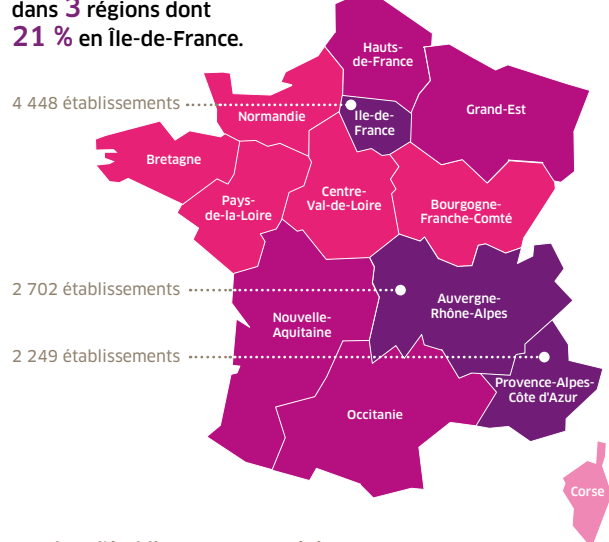 dans 3 régions dont
21 % en Île-de-France.
Hauts-
de-France
4 448 établissements
Normandie
Ile-de-
France
Grand-Est
Bretagne
Pays-
de-la-Loire
Centre-
Val-de-Loire
Bourgogne-
Franche-Comté
2 702 établissements
Auvergne-
Rhône-Alpes
Nouvelle-
Aquitaine
2 249 établissements
Provence-Alpes-
Côte d'Azur
Occitanie
Corse